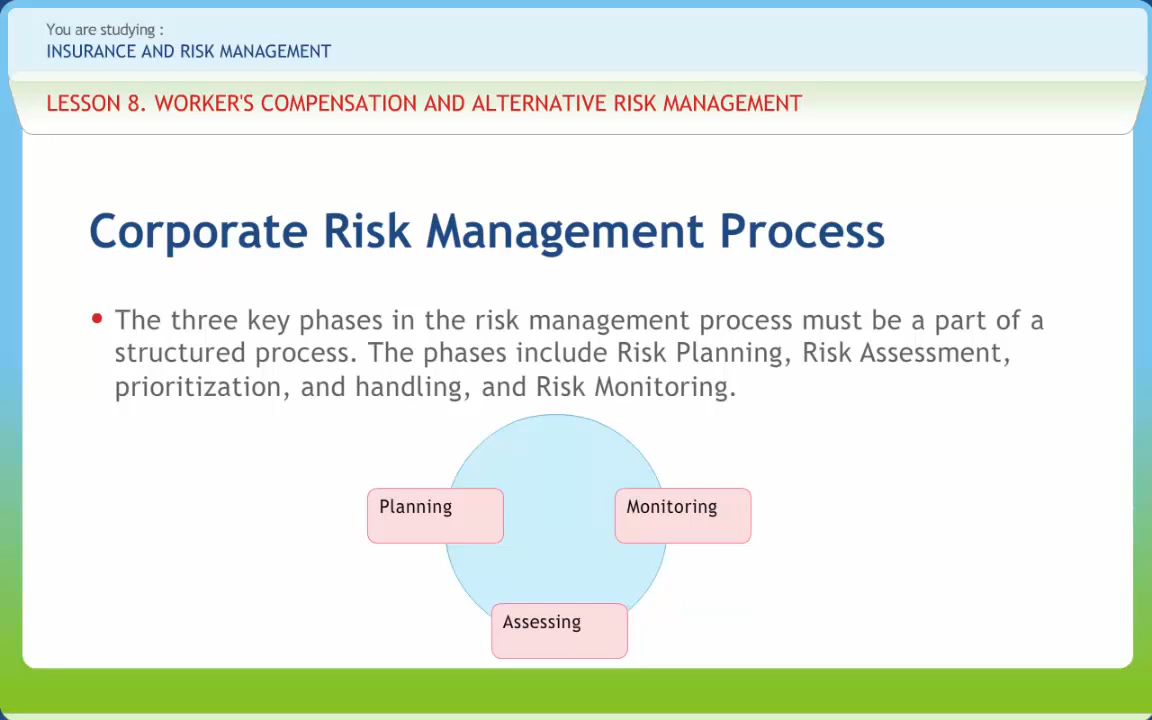 You are studying :
INSURANCE AND RISK MANAGEMENT
LESSON 8. WORKER'S COMPENSATION AND ALTERNATIVE RISK MANAGEMENT
Corporate Risk Management Process
• The three key phases in the risk management process must be a part of a
structured process. The phases include Risk Planning, Risk Assessment,
prioritization, and handling, and Risk Monitoring.
Planning
Monitoring
Assessing